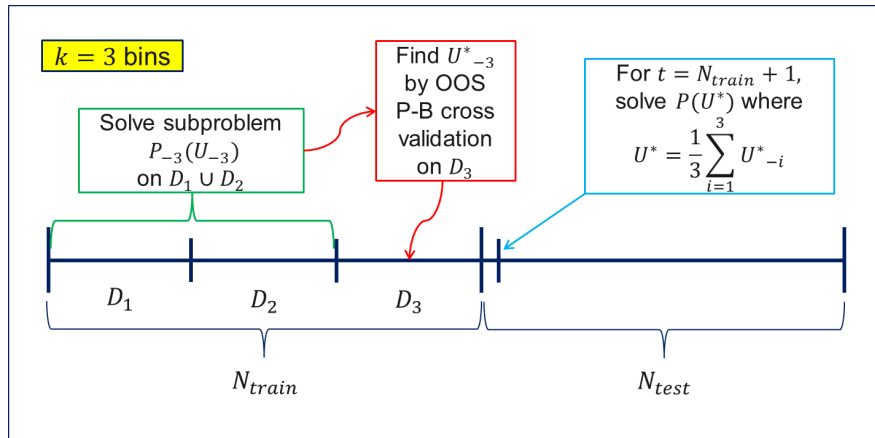 k = 3 bins
Solve subproblem
P₋₃(U₋₃)
on D₁ ∪ D₂
Find U*₋₃
by OOS
P-B cross
validation
on D₃
For t = N_train + 1,
solve P(U*) where
U* = 1/3 ∑_{i=1}^{3} U*₋ᵢ
D₁
D₂
D₃
N_train
N_test